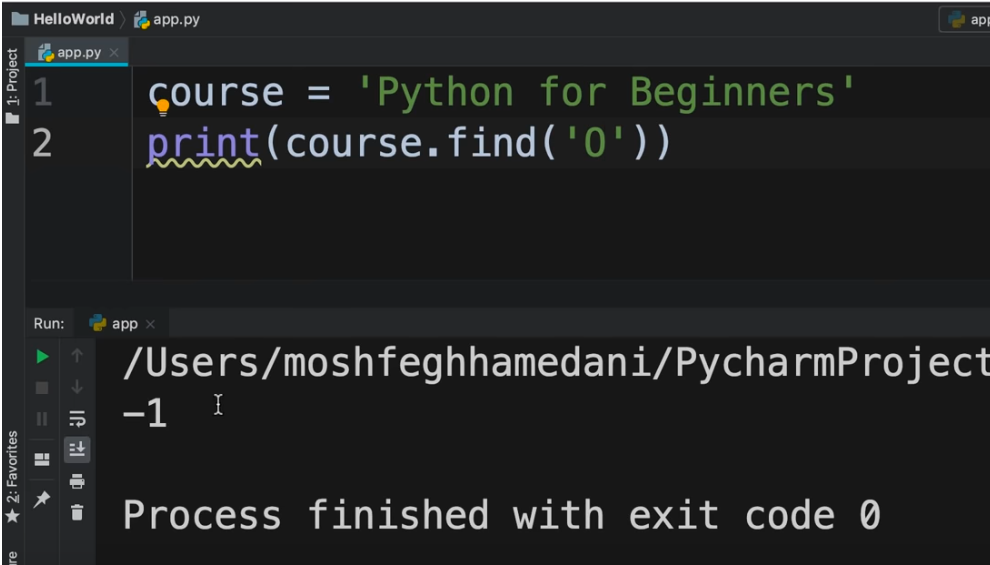 HelloWorld app.py
app
app.py
1: Project
1 course = 'Python for Beginners'
2 print(course.find('O'))
Run: app
/Users/moshfeghhamedani/PycharmProject
-1
Process finished with exit code 0
2: Favorites